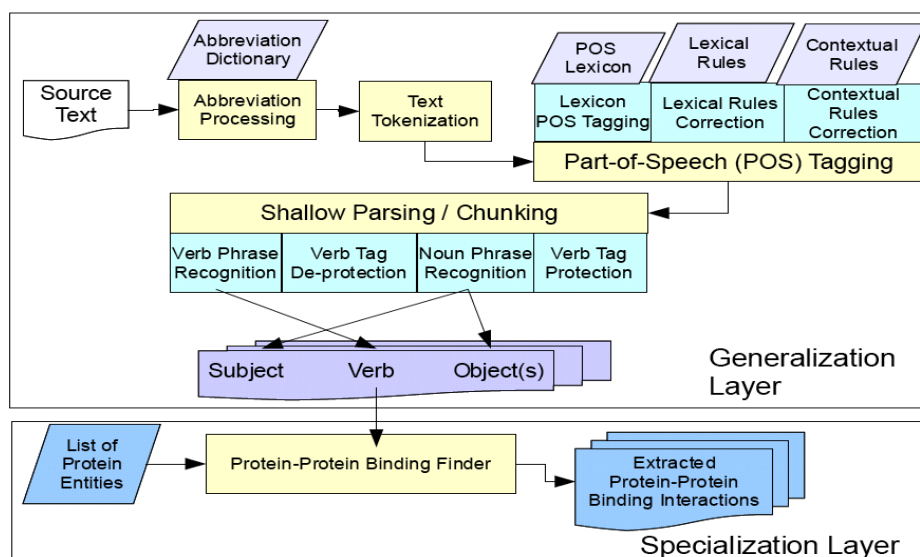 Abbreviation
Dictionary
POS
Lexicon
Lexical
Rules
Contextual
Rules
Source
Text
Abbreviation
Processing
Text
Tokenization
Lexicon
POS Tagging
Lexical Rules
Correction
Contextual
Rules
Correction
Part-of-Speech (POS) Tagging
Shallow Parsing / Chunking
Verb Phrase
Recognition
Verb Tag
De-protection
Noun Phrase
Recognition
Verb Tag
Protection
Subject
Verb
Object(s)
Generalization
Layer
List of
Protein
Entities
Protein-Protein Binding Finder
Extracted
Protein-Protein
Binding Interactions
Specialization Layer